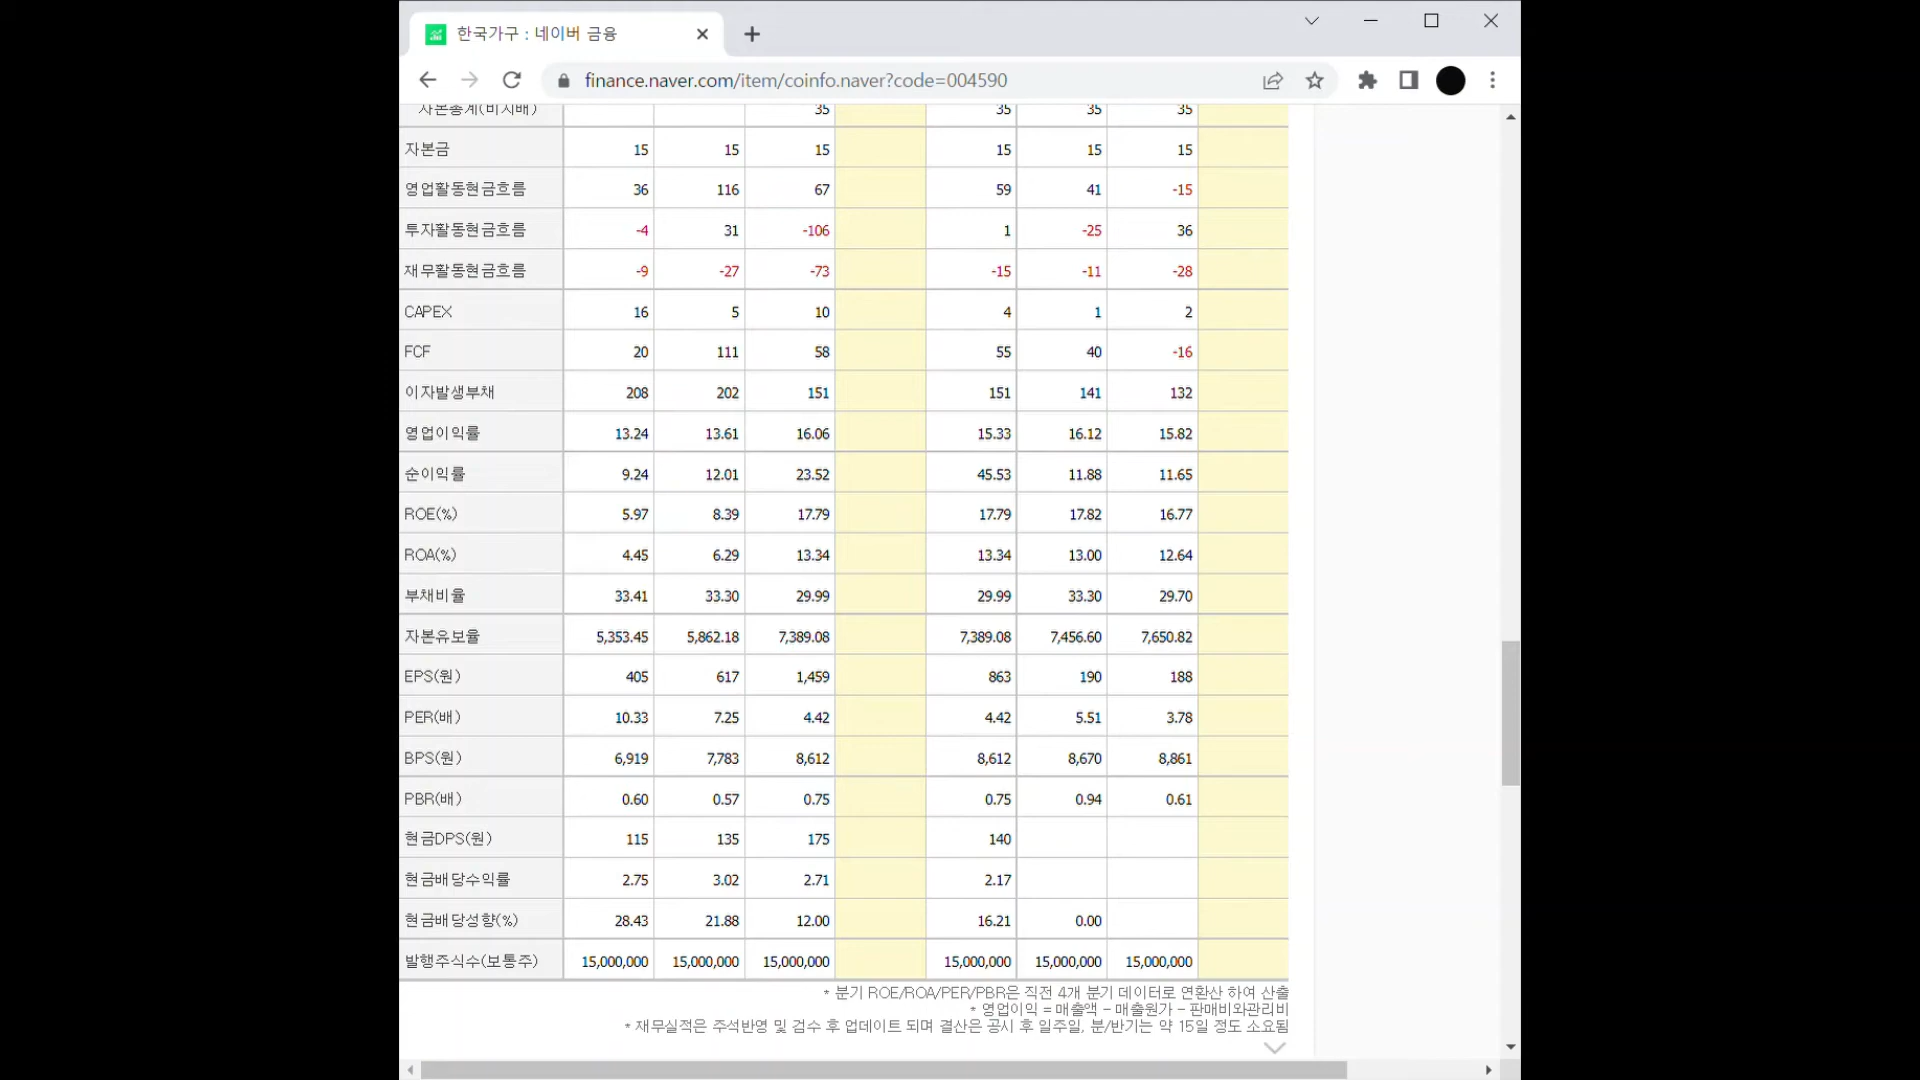 한국가구 : 네이버 금융
finance.naver.com/item/coinfo.naver?code=004590
자본총계(비지배) 35 35 35 35
자본금 15 15 15 15 15 15
영업활동현금흐름 36 116 67 59 41 -15
투자활동현금흐름 -4 31 -106 1 -25 36
재무활동현금흐름 -9 -27 -73 -15 -11 -28
CAPEX 16 5 10 4 1 2
FCF 20 111 58 55 40 -16
이자발생부채 208 202 151 151 141 132
영업이익률 13.24 13.61 16.06 15.33 16.12 15.82
순이익률 9.24 12.01 23.52 45.53 11.88 11.65
ROE(%) 5.97 8.39 17.79 17.79 17.82 16.77
ROA(%) 4.45 6.29 13.34 13.34 13.00 12.64
부채비율 33.41 33.30 29.99 29.99 33.30 29.70
자본유보율 5,353.45 5,862.18 7,389.08 7,389.08 7,456.60 7,650.82
EPS(원) 405 617 1,459 863 190 188
PER(배) 10.33 7.25 4.42 4.42 5.51 3.78
BPS(원) 6,919 7,783 8,612 8,612 8,670 8,861
PBR(배) 0.60 0.57 0.75 0.75 0.94 0.61
현금DPS(원) 115 135 175 140
현금배당수익률 2.75 3.02 2.71 2.17
현금배당성향(%) 28.43 21.88 12.00 16.21 0.00
발행주식수(보통주) 15,000,000 15,000,000 15,000,000 15,000,000 15,000,000 15,000,000
* 분기 ROE/ROA/PER/PBR은 직전 4개 분기 데이터로 연환산 하여 산출
* 영업이익 = 매출액 - 매출원가 - 판매비와관리비
* 재무실적은 주석반영 및 검수 후 업데이트 되며 결산은 공시 후 일주일, 분/반기는 약 15일 정도 소요됨